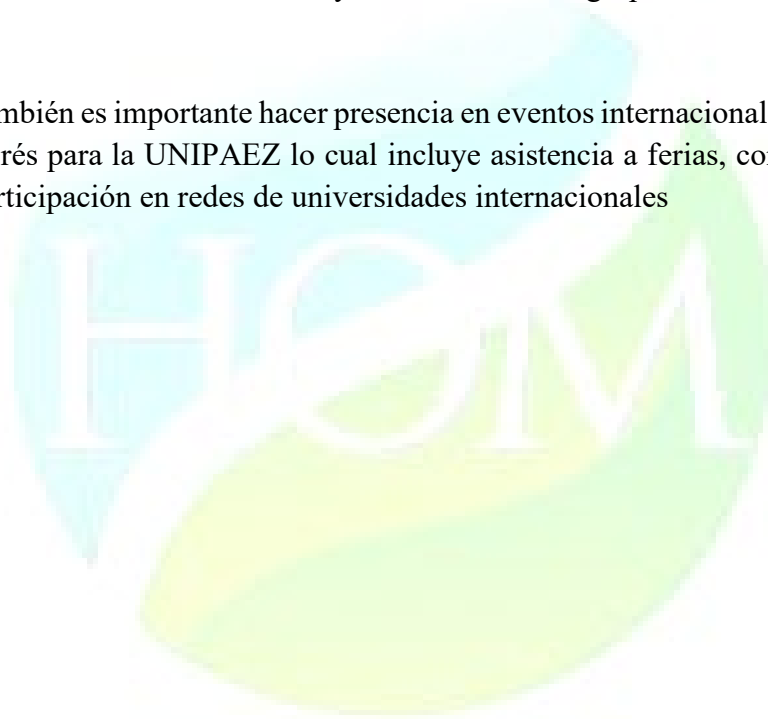 mbién es importante hacer presencia en eventos internacional
rés para la UNIPAEZ lo cual incluye asistencia a ferias, co
rticipación en redes de universidades internacionales
HOM